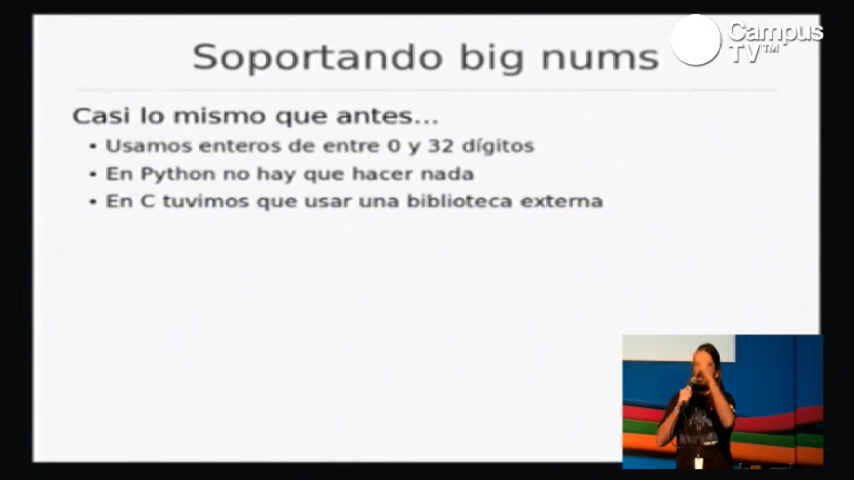 Campus
TV™
Soportando big nums
Casi lo mismo que antes...
• Usamos enteros de entre 0 y 32 dígitos
• En Python no hay que hacer nada
• En C tuvimos que usar una biblioteca externa